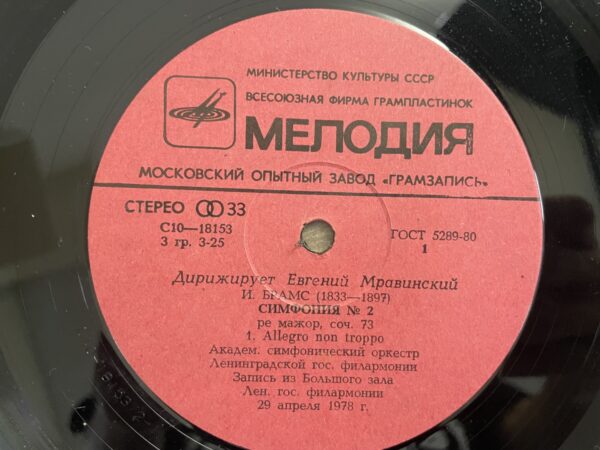 МИНИСТЕРСТВО КУЛЬТУРЫ СССР
ВСЕСОЮЗНАЯ ФИРМА ГРАМПЛАСТИНОК
МЕЛОДИЯ
МОСКОВСКИЙ ОПЫТНЫЙ ЗАВОД «ГРАМЗАПИСЬ»
СТЕРЕО 33
С10—18153
3 гр. 3-25
ГОСТ 5289-80
1
Дирижирует Евгений Мравинский
И. БРАМС (1833—1897)
СИМФОНИЯ № 2
ре мажор, соч. 73
1. Allegro non troppo
Академ. симфонический оркестр
Ленинградской гос. филармонии
Запись из Большого зала
Лен. гос. филармонии
29 апреля 1978 г.